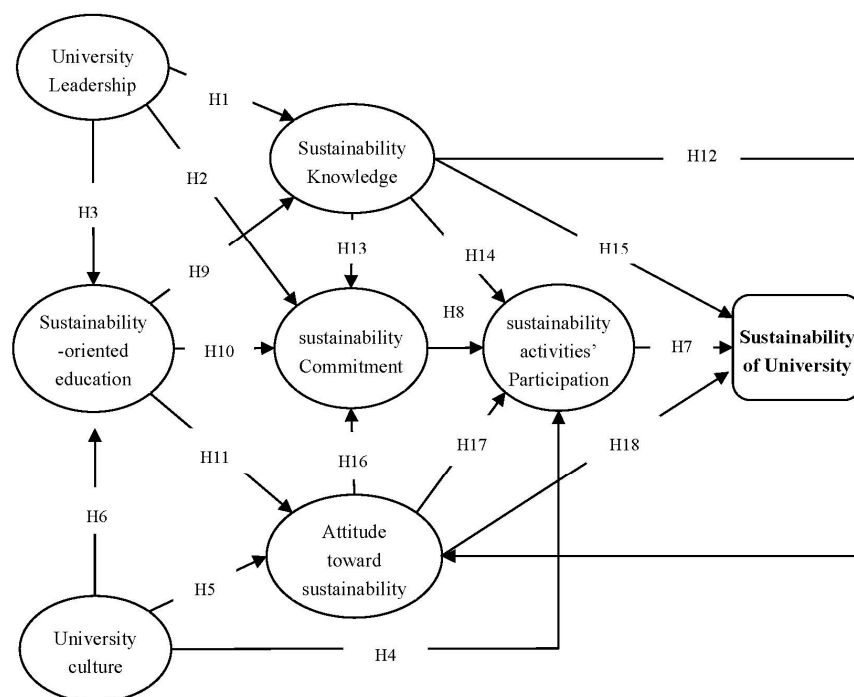 University
Leadership
H1
Sustainability
Knowledge
H12
H2
H3
H13
H14
H15
H9
Sustainability
-oriented
education
H10
sustainability
Commitment
H8
sustainability
activities'
Participation
H7
Sustainability
of University
H11
H16
H17
H18
H6
Attitude
toward
sustainability
H5
University
culture
H4